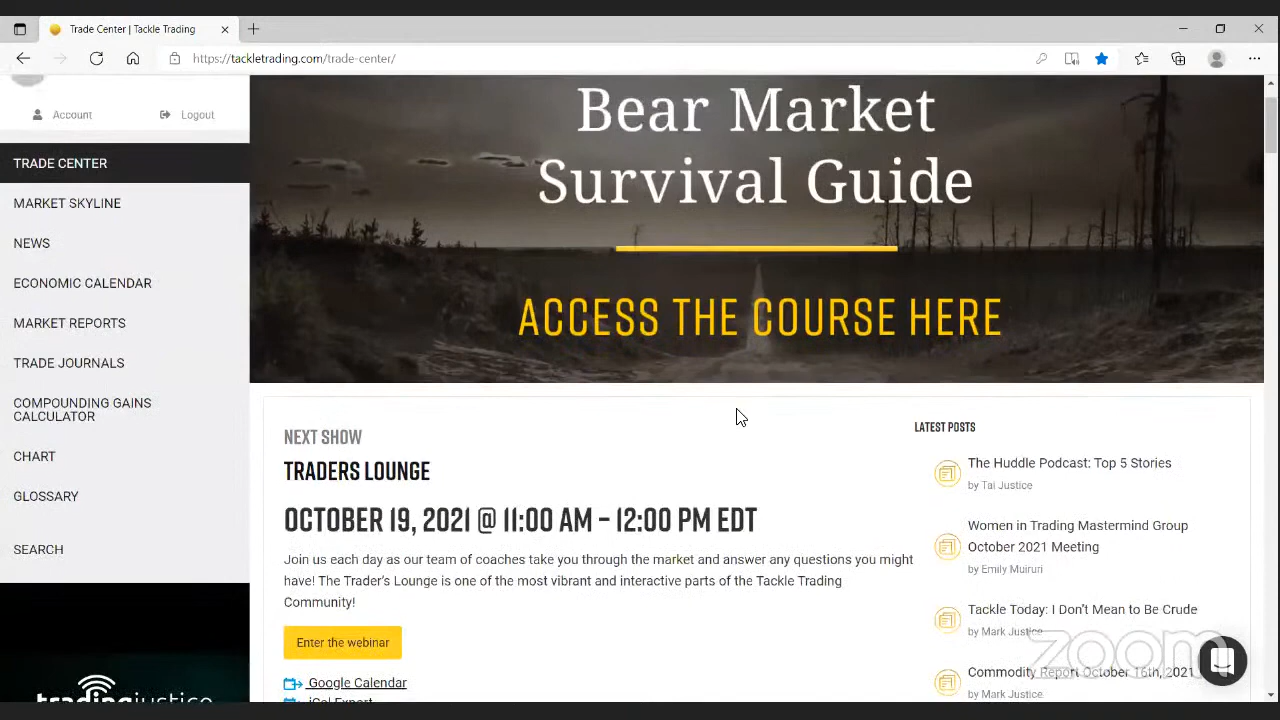 Trade Center | Tackle Trading
https://tackletrading.com/trade-center/
Account
Logout
TRADE CENTER
MARKET SKYLINE
NEWS
ECONOMIC CALENDAR
MARKET REPORTS
TRADE JOURNALS
COMPOUNDING GAINS
CALCULATOR
CHART
GLOSSARY
SEARCH
tradingjustice
Bear Market
Survival Guide
ACCESS THE COURSE HERE
NEXT SHOW
TRADERS LOUNGE
OCTOBER 19, 2021 @ 11:00 AM - 12:00 PM EDT
Join us each day as our team of coaches take you through the market and answer any questions you might
have! The Trader's Lounge is one of the most vibrant and interactive parts of the Tackle Trading
Community!
Enter the webinar
Google Calendar
iCal Export
LATEST POSTS
The Huddle Podcast: Top 5 Stories
by Tai Justice
Women in Trading Mastermind Group
October 2021 Meeting
by Emily Muiruri
Tackle Today: I Don't Mean to Be Crude
by Mark Justice
Commodity Report October 16th, 2021
by Mark Justice
zoom